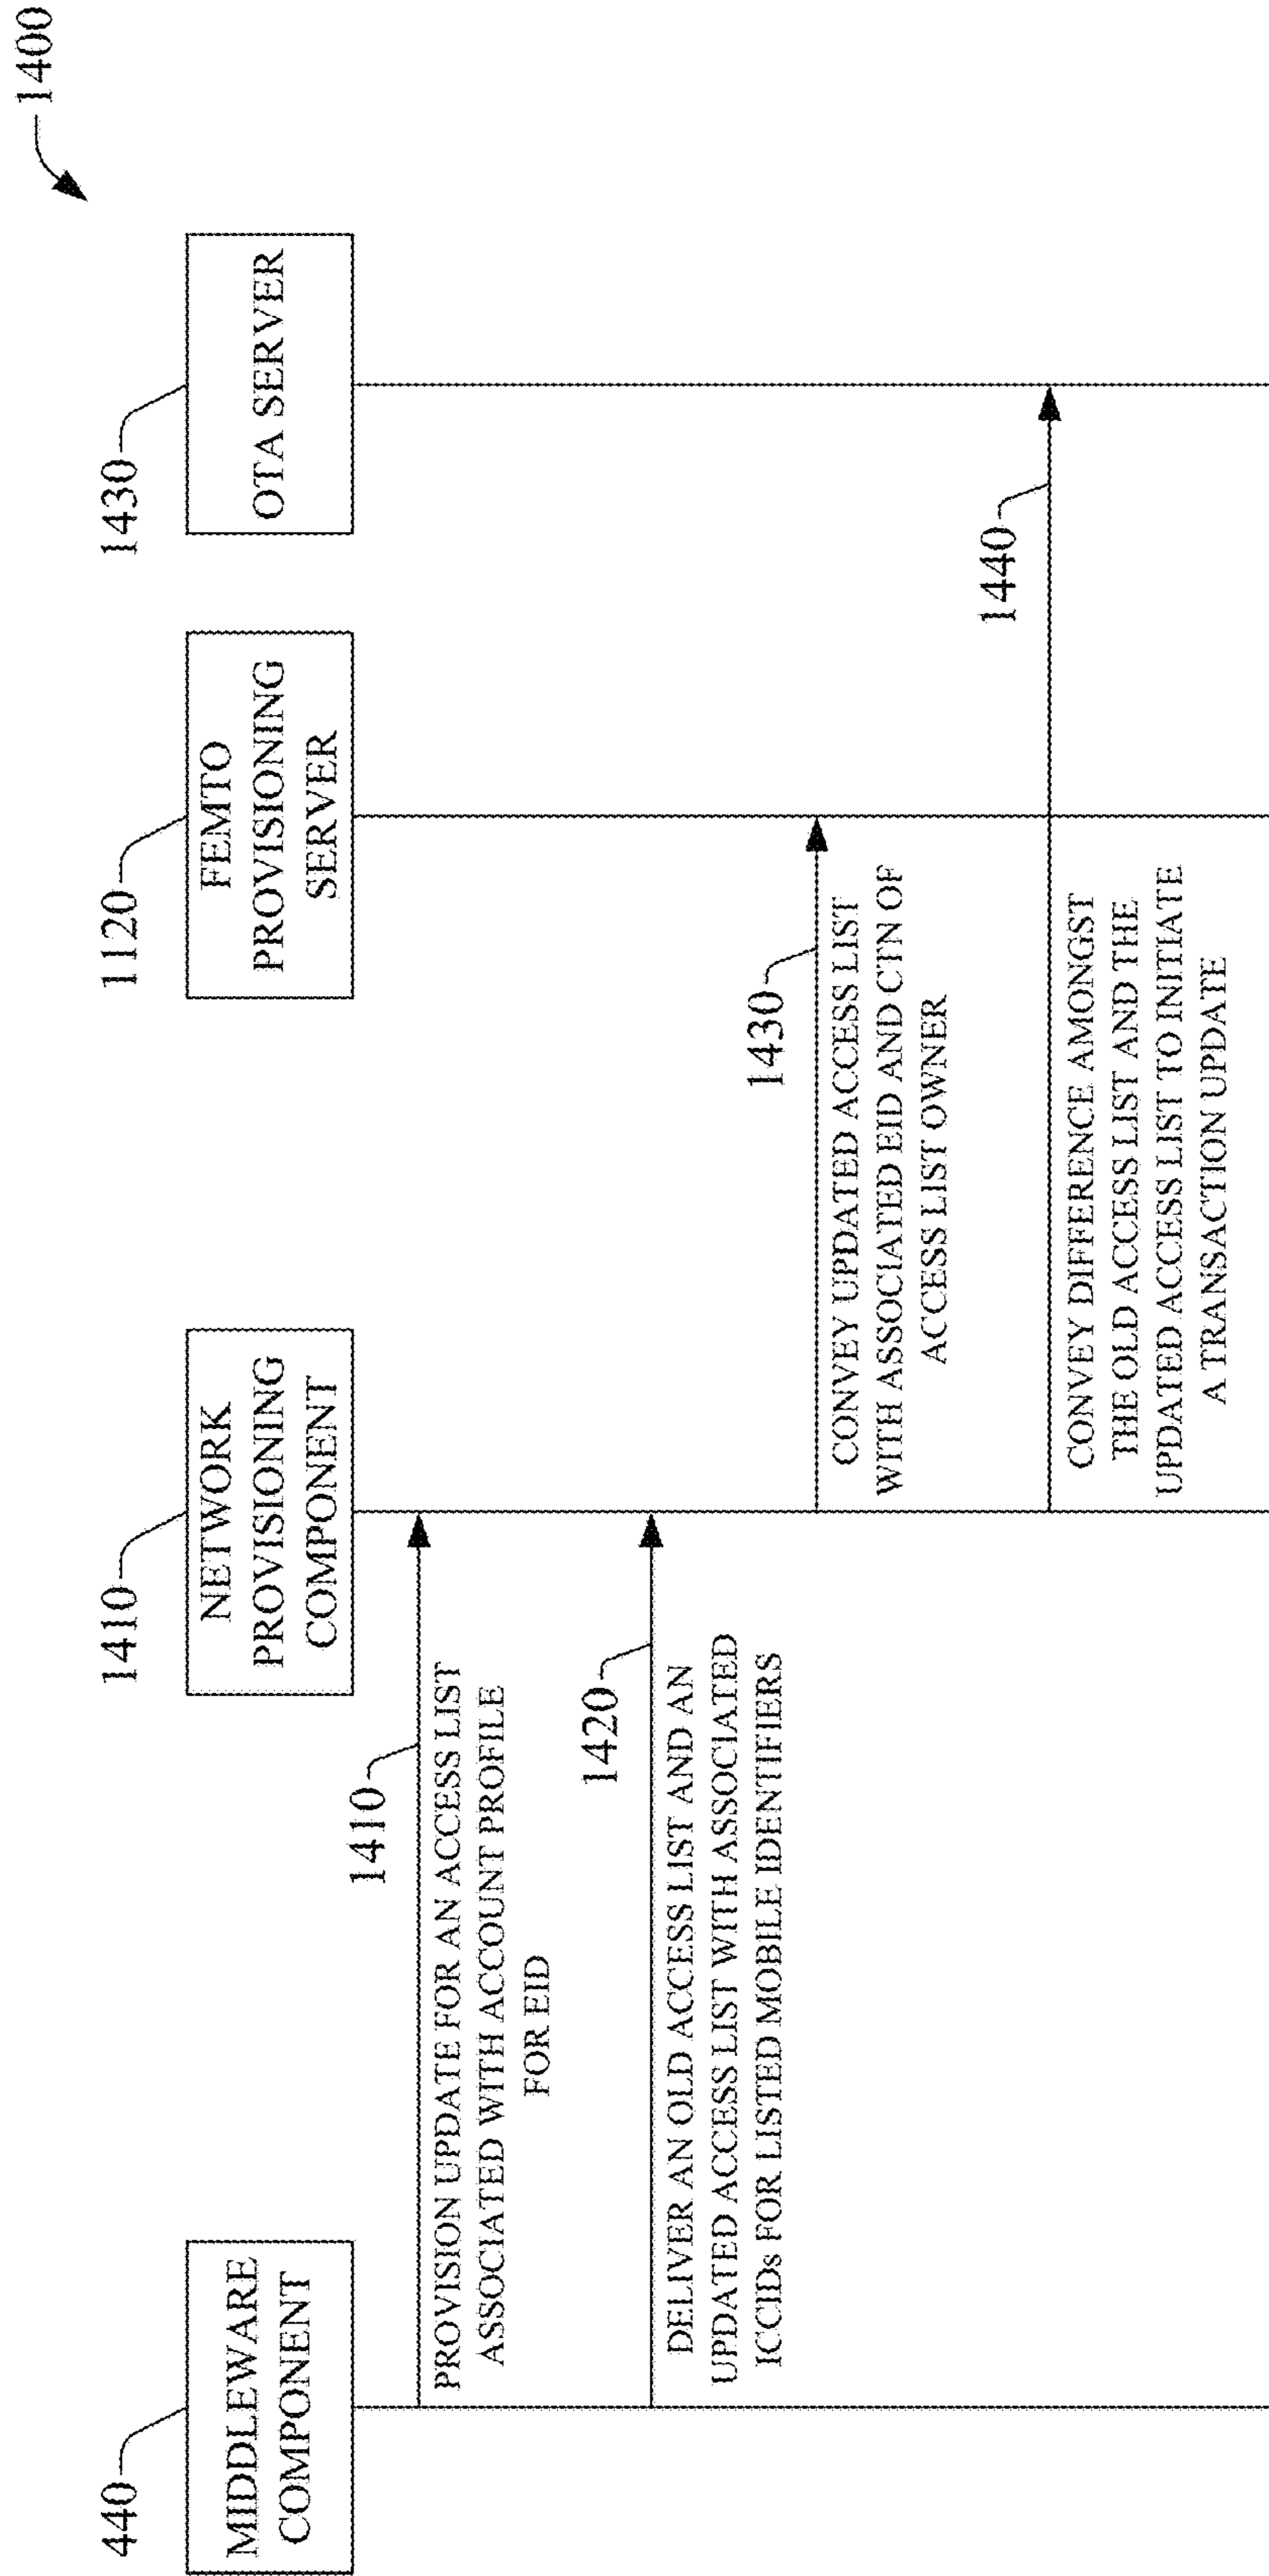 1400
440
MIDDLEWARE
COMPONENT
1410
NETWORK
PROVISIONING
COMPONENT
1120
FEMTO
PROVISIONING
SERVER
1430
OTA SERVER
1410
PROVISION UPDATE FOR AN ACCESS LIST
ASSOCIATED WITH ACCOUNT PROFILE
FOR EID
1420
DELIVER AN OLD ACCESS LIST AND AN
UPDATED ACCESS LIST WITH ASSOCIATED
ICCIDs FOR LISTED MOBILE IDENTIFIERS
1430
CONVEY UPDATED ACCESS LIST
WITH ASSOCIATED EID AND CTN OF
ACCESS LIST OWNER
1440
CONVEY DIFFERENCE AMONGST
THE OLD ACCESS LIST AND THE
UPDATED ACCESS LIST TO INITIATE
A TRANSACTION UPDATE